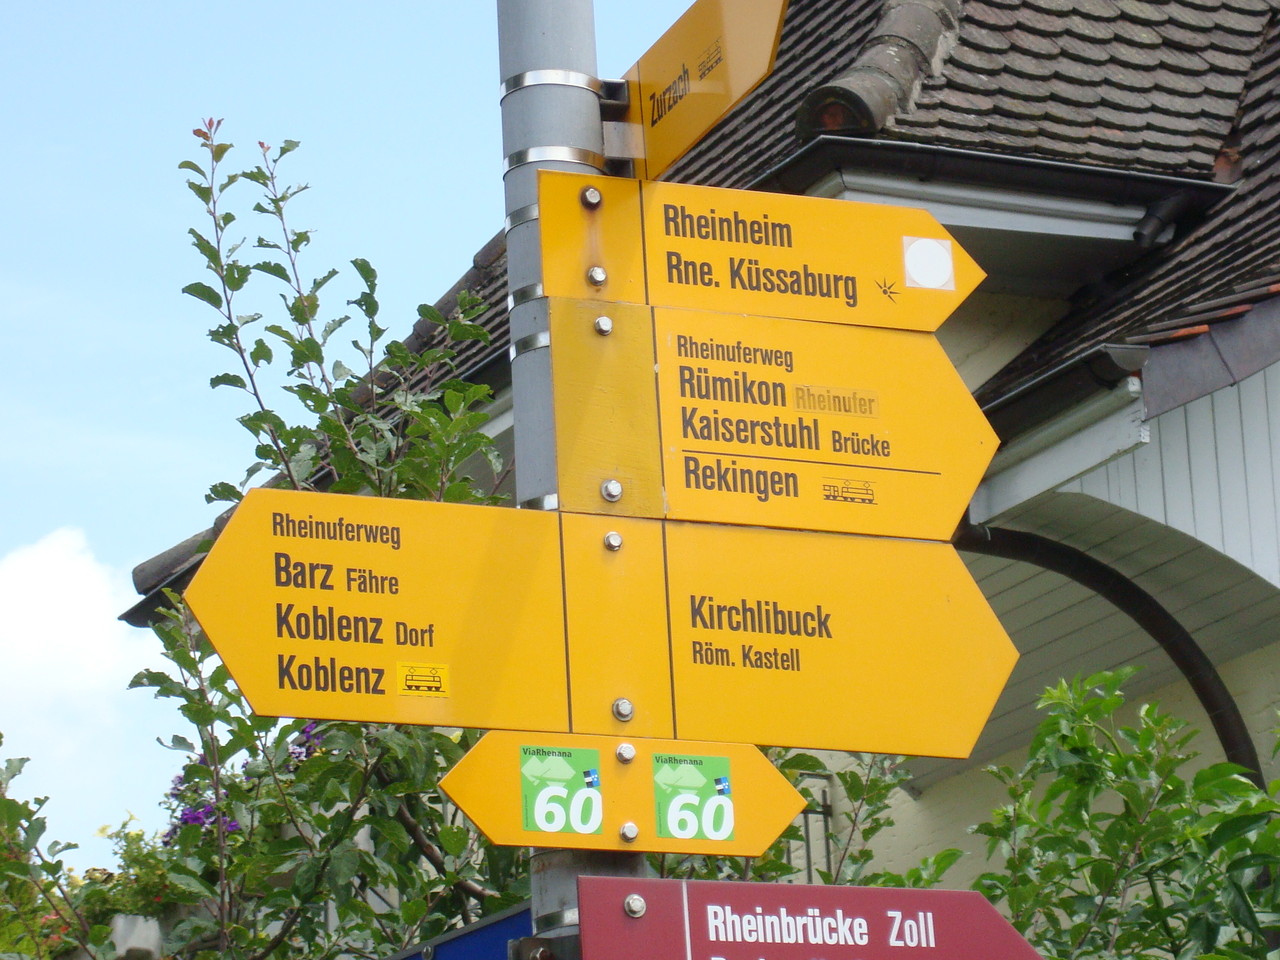 Zurzach
Rheinheim
Rne. Küssaburg
Rheinuferweg
Rümikon Rheinufer
Kaiserstuhl Brücke
Rekingen
Rheinuferweg
Barz Fähre
Koblenz Dorf
Koblenz
Kirchlibuck
Röm. Kastell
ViaRhenana
60
ViaRhenana
60
Rheinbrücke Zoll